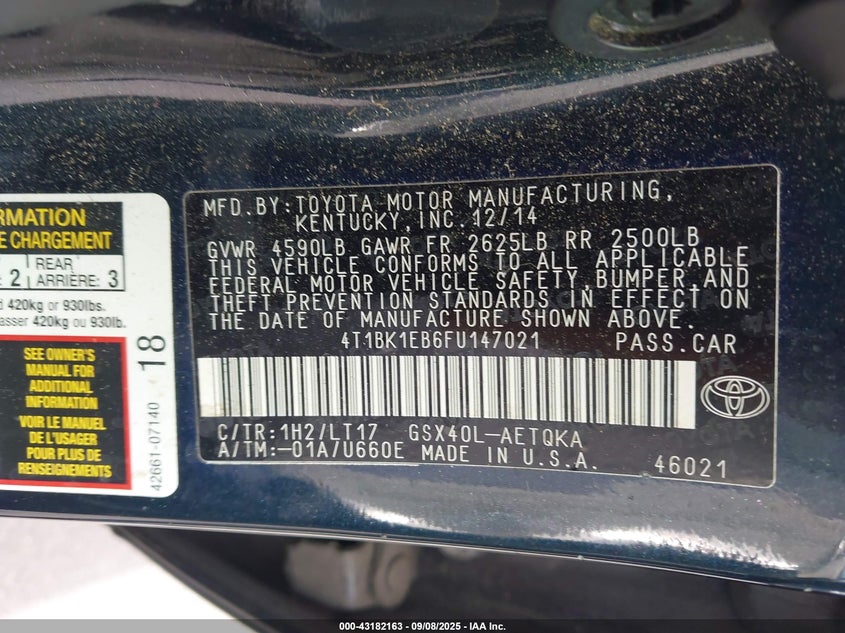 RMATION
E CHARGEMENT
: 2 REAR
ARRIÈRE: 3
d 420kg or 930lbs.
passer 420kg ou 930lb.
SEE OWNER'S
MANUAL FOR
ADDITIONAL
INFORMATION
VOIR LE MANUEL
DE L'USAGER
POUR PLUS DE
RENSEIGNEMENTS
18
42661-07140
MFD.BY:TOYOTA MOTOR MANUFACTURING,
KENTUCKY, INC. 12/14
GVWR 4590LB GAWR FR 2625LB RR 2500LB
THIS VEHICLE CONFORMS TO ALL APPLICABLE
FEDERAL MOTOR VEHICLE SAFETY,BUMPER,AND
THEFT PREVENTION STANDARDS IN EFFECT ON
THE DATE OF MANUFACTURE SHOWN ABOVE.
4T1BK1EB6FU147021 PASS.CAR
C/TR:1H2/LT17 GSX40L-AETQKA
A/TM:-01A/U660E MADE IN U.S.A. 46021
000-43182163 - 09/08/2025 - IAA Inc.